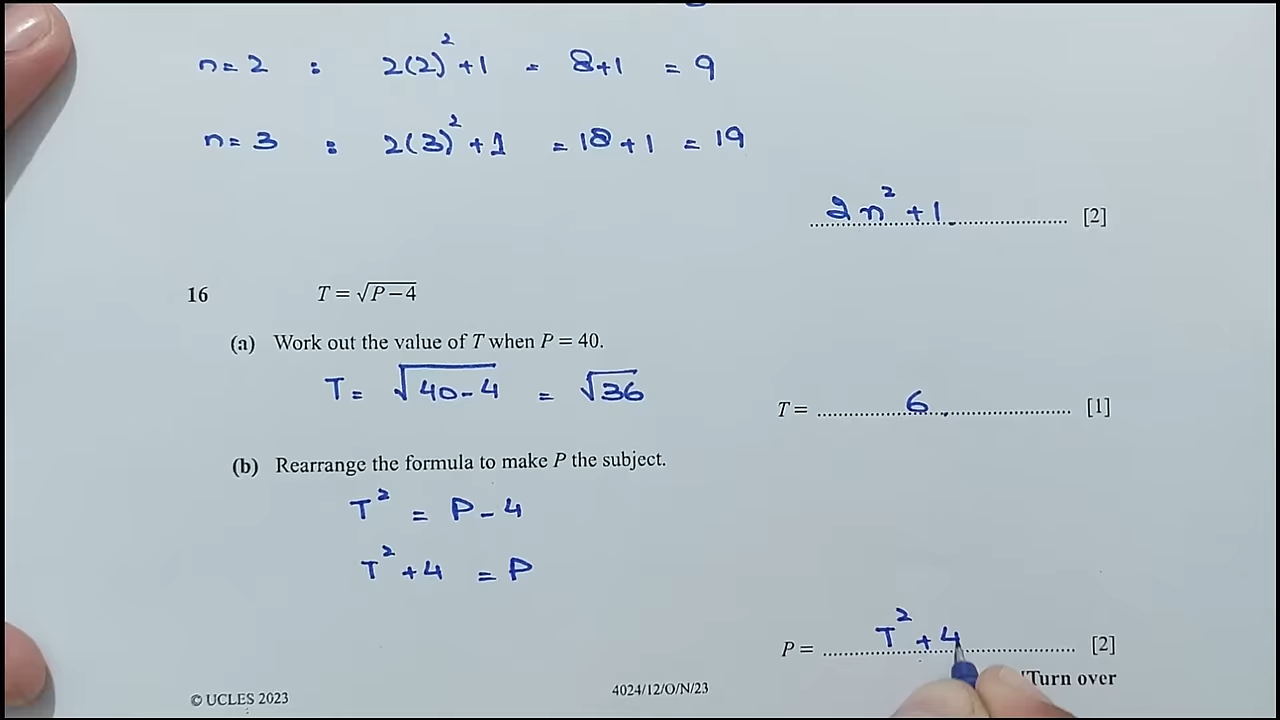 n = 2 : 2(2)² + 1 = 8+1 = 9
n = 3 : 2(3)² + 1 = 18 + 1 = 19
2n² + 1 [2]
16 T = √P − 4
(a) Work out the value of T when P = 40.
T = √40 - 4 = √36
T = 6 [1]
(b) Rearrange the formula to make P the subject.
T² = P - 4
T² + 4 = P
P = T² + 4 [2]
Turn over
© UCLES 2023 4024/12/O/N/23